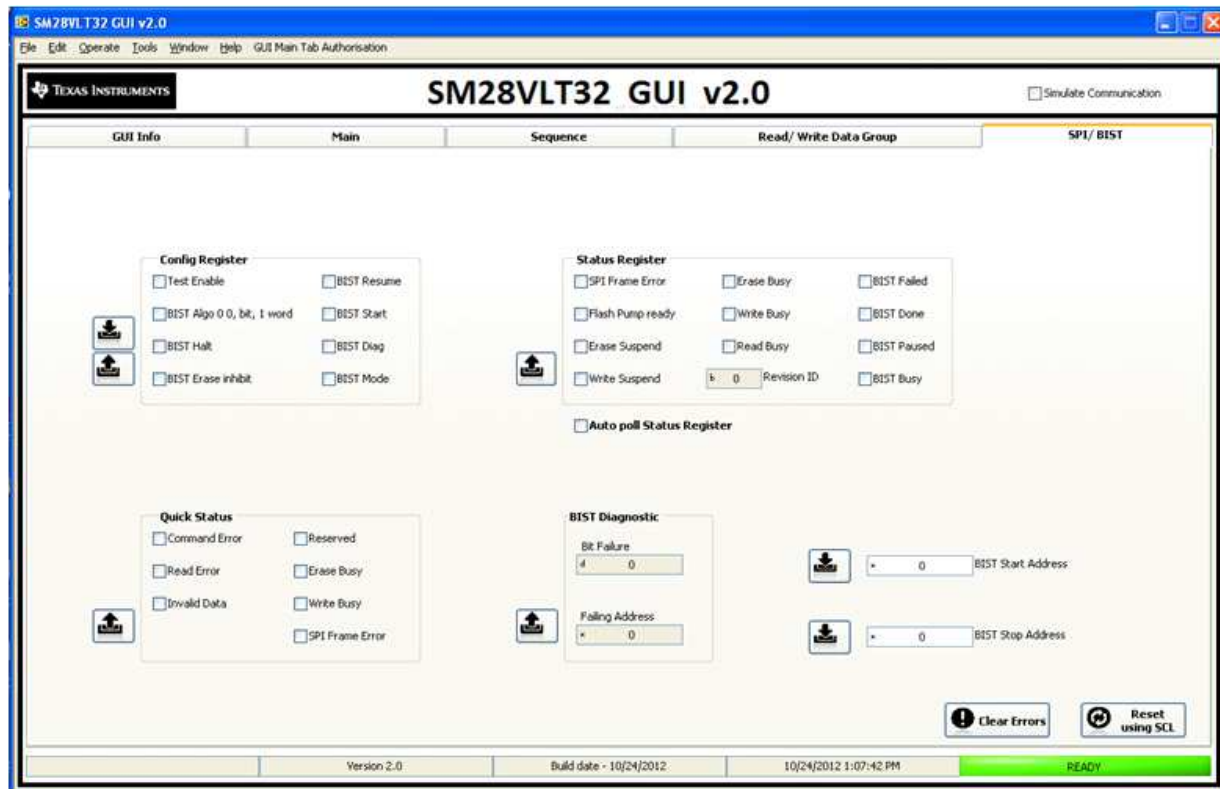 SM28VLT32 GUI v2.0
File Edit Operate Tools Window Help GUI Main Tab Authorisation
TEXAS INSTRUMENTS
SM28VLT32 GUI v2.0
Simulate Communication
GUI Info Main Sequence Read/ Write Data Group SPI/ BIST
Config Register
Test Enable BIST Resume
BIST Algo 0 0, bit, 1 word BIST Start
BIST Halt BIST Diag
BIST Erase inhibit BIST Mode
Status Register
SPI Frame Error Erase Busy BIST Failed
Flash Pump ready Write Busy BIST Done
Erase Suspend Read Busy BIST Paused
Write Suspend b 0 Revision ID BIST Busy
Auto poll Status Register
Quick Status
Command Error Reserved
Read Error Erase Busy
Invalid Data Write Busy
SPI Frame Error
BIST Diagnostic
Bit Failure
d 0
Failing Address
x 0
x 0 BIST Start Address
x 0 BIST Stop Address
Clear Errors
Reset
using SCL
Version 2.0 Build date - 10/24/2012 10/24/2012 1:07:42 PM READY